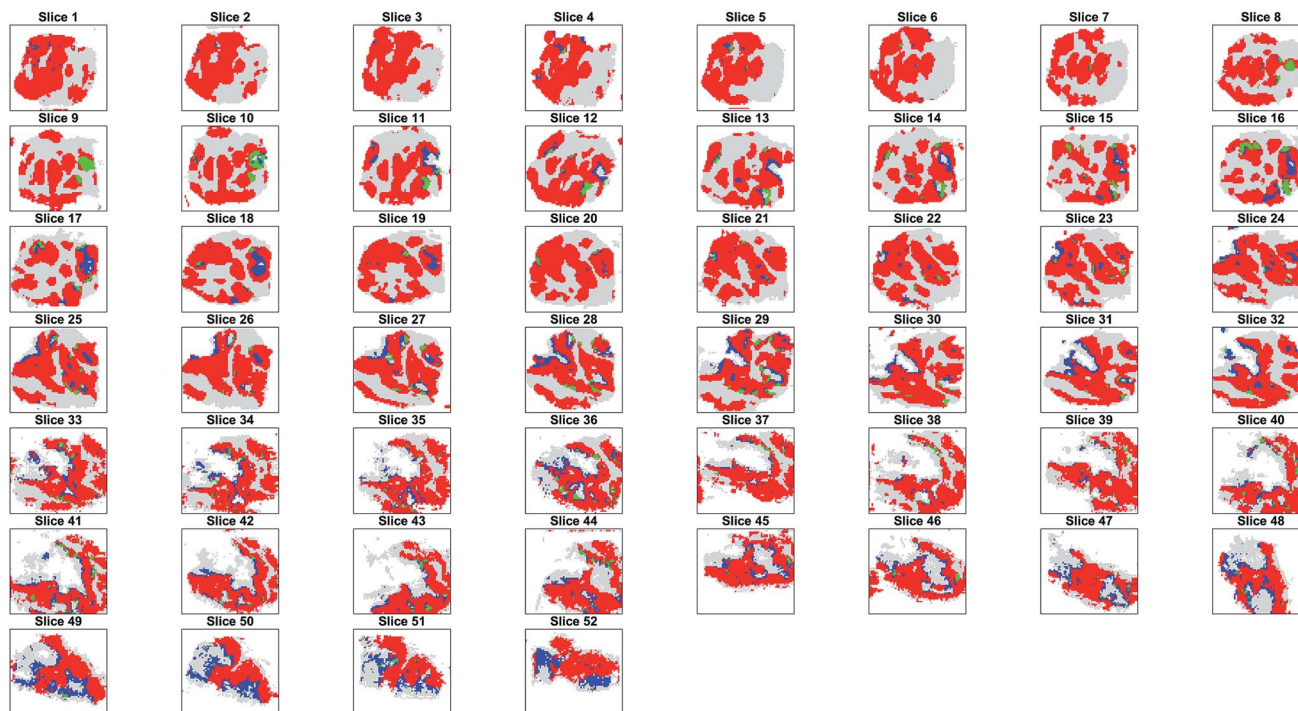 Slice 1
Slice 2
Slice 3
Slice 4
Slice 5
Slice 6
Slice 7
Slice 8
Slice 9
Slice 10
Slice 11
Slice 12
Slice 13
Slice 14
Slice 15
Slice 16
Slice 17
Slice 18
Slice 19
Slice 20
Slice 21
Slice 22
Slice 23
Slice 24
Slice 25
Slice 26
Slice 27
Slice 28
Slice 29
Slice 30
Slice 31
Slice 32
Slice 33
Slice 34
Slice 35
Slice 36
Slice 37
Slice 38
Slice 39
Slice 40
Slice 41
Slice 42
Slice 43
Slice 44
Slice 45
Slice 46
Slice 47
Slice 48
Slice 49
Slice 50
Slice 51
Slice 52